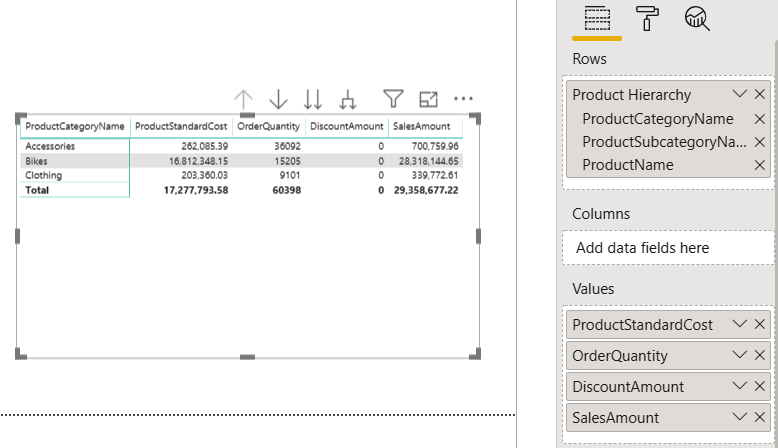 Rows
Product Hierarchy
ProductCategoryName
ProductSubcategoryNa...
ProductName
Columns
Add data fields here
Values
ProductStandardCost
OrderQuantity
DiscountAmount
SalesAmount
ProductCategoryName ProductStandardCost OrderQuantity DiscountAmount SalesAmount
Accessories 262,085.39 36092 0 700,759.96
Bikes 16,812,348.15 15205 0 28,318,144.65
Clothing 203,360.03 9101 0 339,772.61
Total 17,277,793.58 60398 0 29,358,677.22